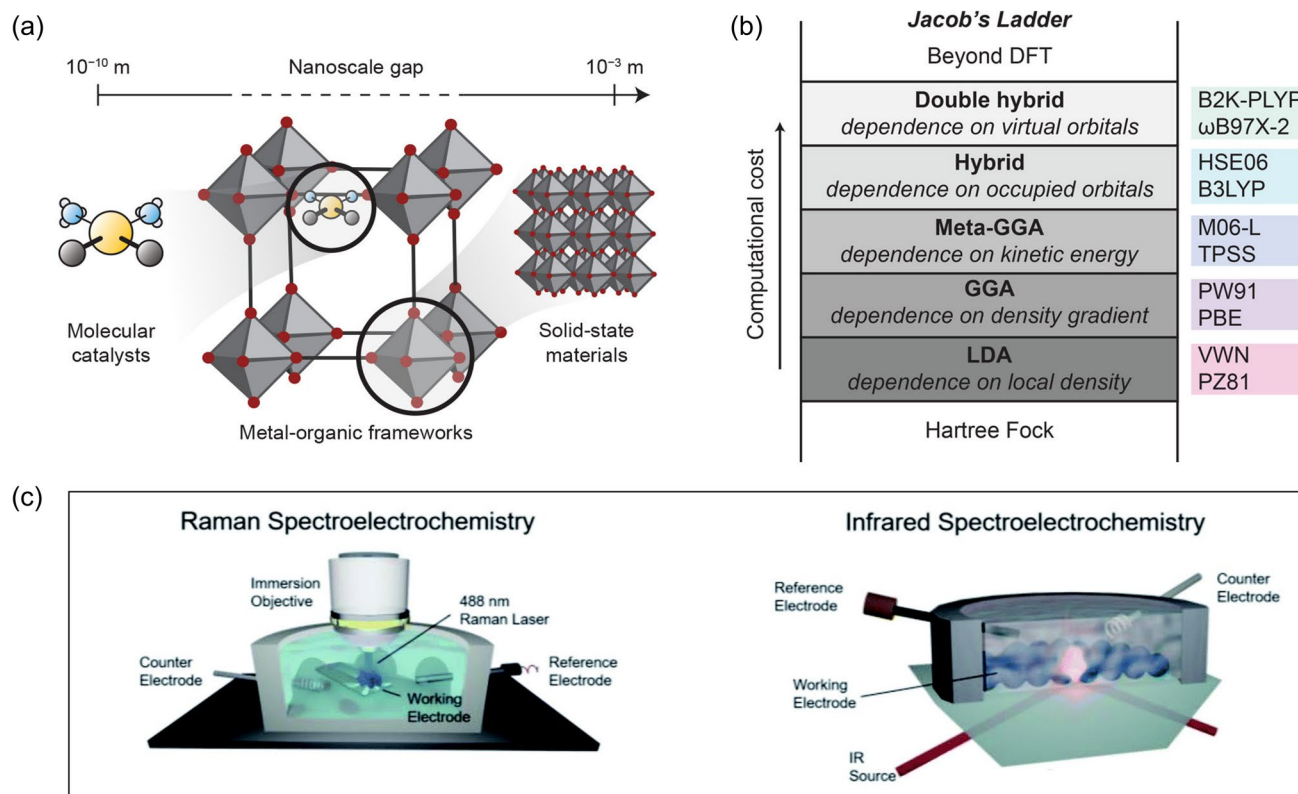 (a)
10⁻¹⁰ m
Nanoscale gap
10⁻³ m
Molecular
catalysts
Solid-state
materials
Metal-organic frameworks
(b)
Jacob's Ladder
Beyond DFT
Computational cost
Double hybrid
dependence on virtual orbitals
B2K-PLYP
ωB97X-2
Hybrid
dependence on occupied orbitals
HSE06
B3LYP
Meta-GGA
dependence on kinetic energy
M06-L
TPSS
GGA
dependence on density gradient
PW91
PBE
LDA
dependence on local density
VWN
PZ81
Hartree Fock
(c)
Raman Spectroelectrochemistry
Immersion
Objective
488 nm
Raman Laser
Counter
Electrode
Reference
Electrode
Working
Electrode
Infrared Spectroelectrochemistry
Reference
Electrode
Counter
Electrode
Working
Electrode
IR
Source